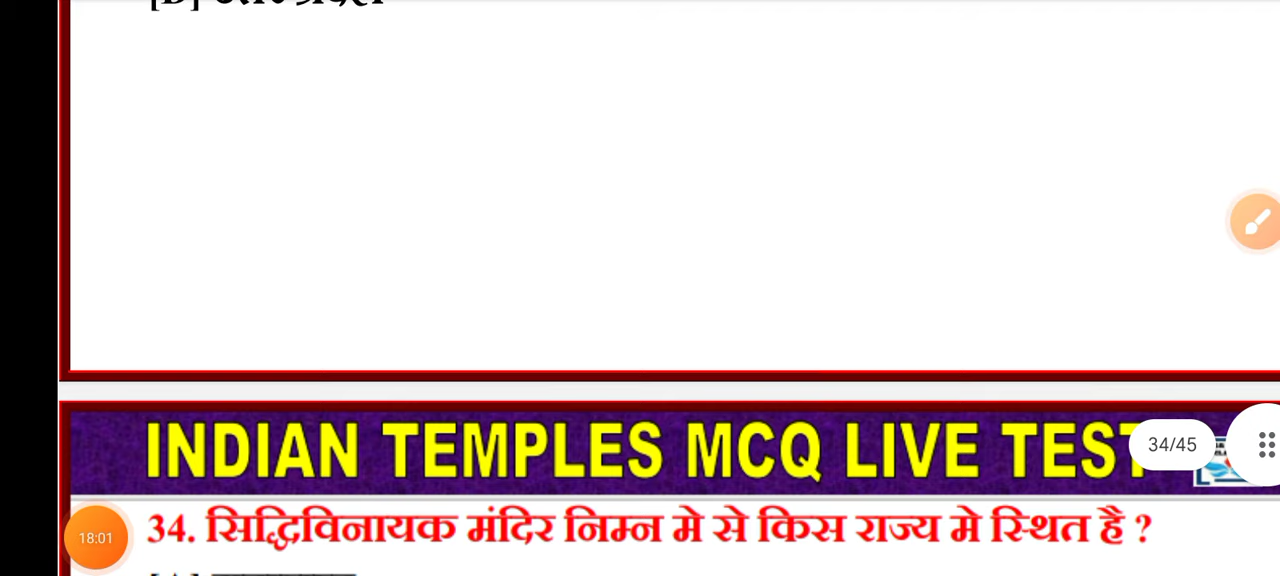 INDIAN TEMPLES MCQ LIVE TEST
34/45
18:01
34. सिद्धिविनायक मंदिर निम्न मे से किस राज्य मे स्थित है ?